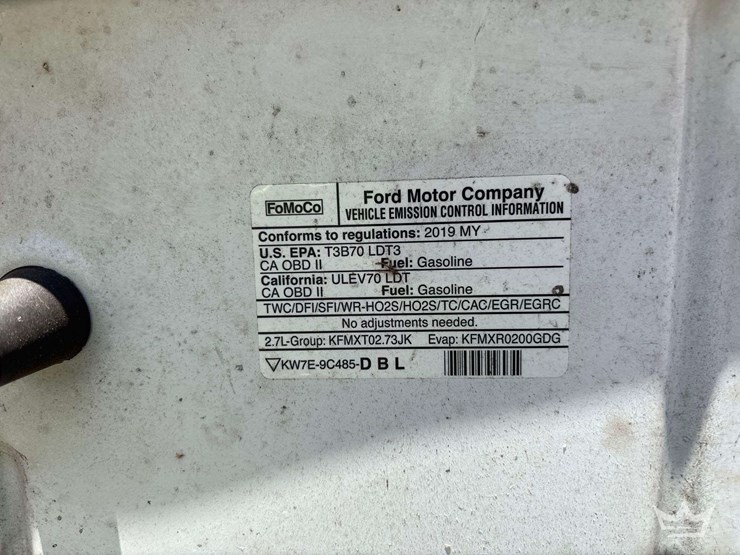 FoMoCo
Ford Motor Company
VEHICLE EMISSION CONTROL INFORMATION
Conforms to regulations: 2019 MY
U.S. EPA: T3B70 LDT3
CA OBD II Fuel: Gasoline
California: ULEV70 LDT
CA OBD II Fuel: Gasoline
TWC/DFI/SFI/WR-HO2S/HO2S/TC/CAC/EGR/EGRC
No adjustments needed.
2.7L-Group: KFMXT02.73JK Evap: KFMXR0200GDG
KW7E-9C485-D B L